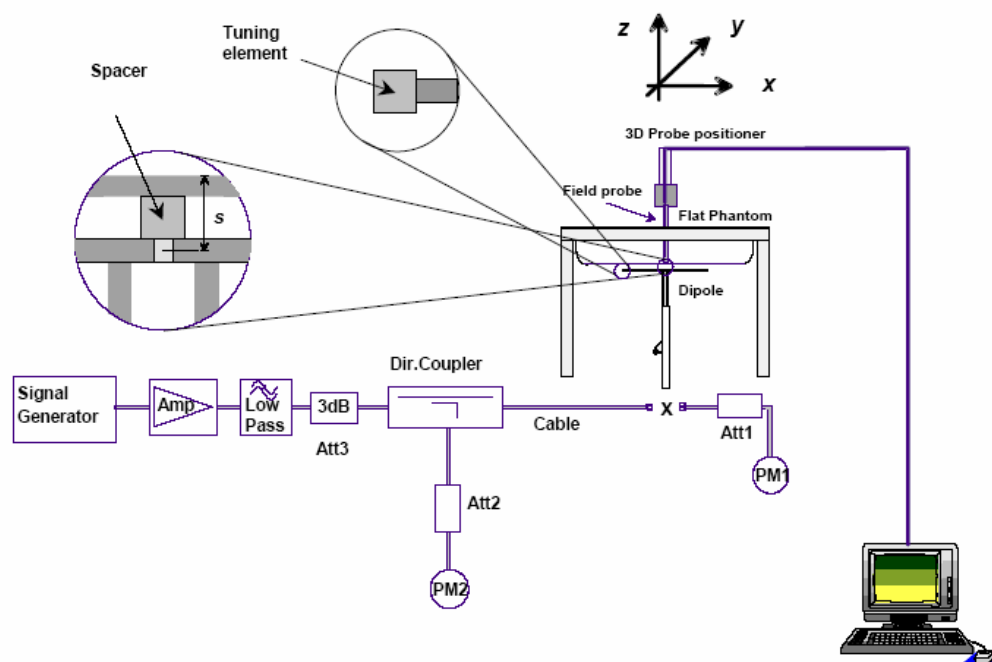 Tuning
element
Spacer
s
z
y
x
3D Probe positioner
Field probe
Flat Phantom
Dipole
Dir.Coupler
Signal
Generator
Amp
Low
Pass
3dB
Att3
Cable
X
Att1
PM1
Att2
PM2